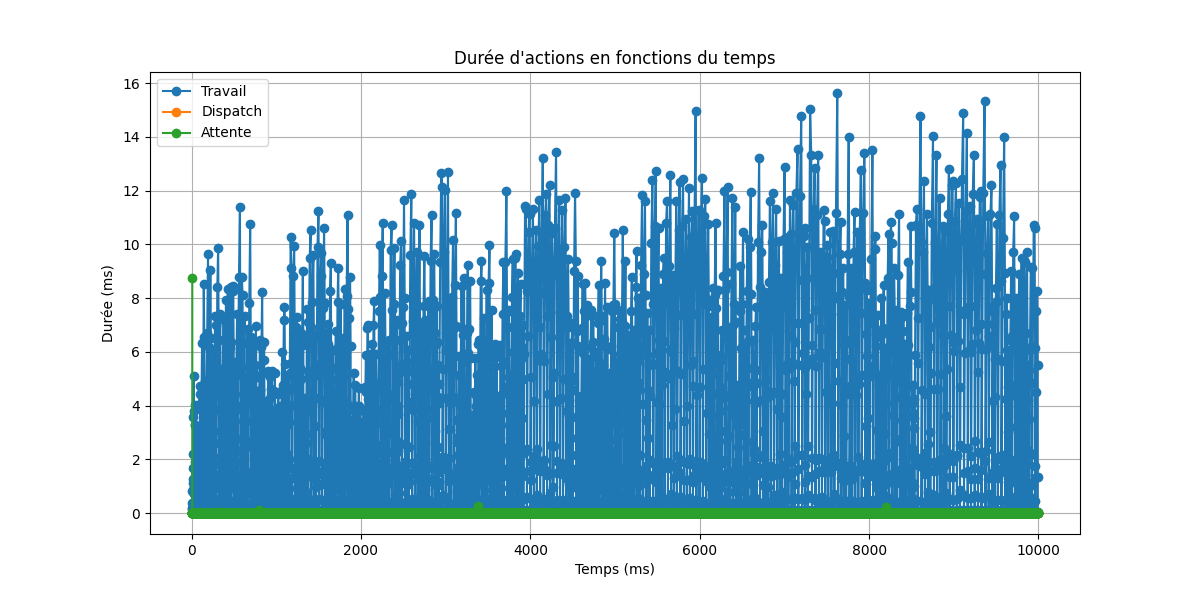 Durée d'actions en fonctions du temps
Travail
Dispatch
Attente
Durée (ms)
16
14
12
10
8
6
4
2
0
0 2000 4000 6000 8000 10000
Temps (ms)